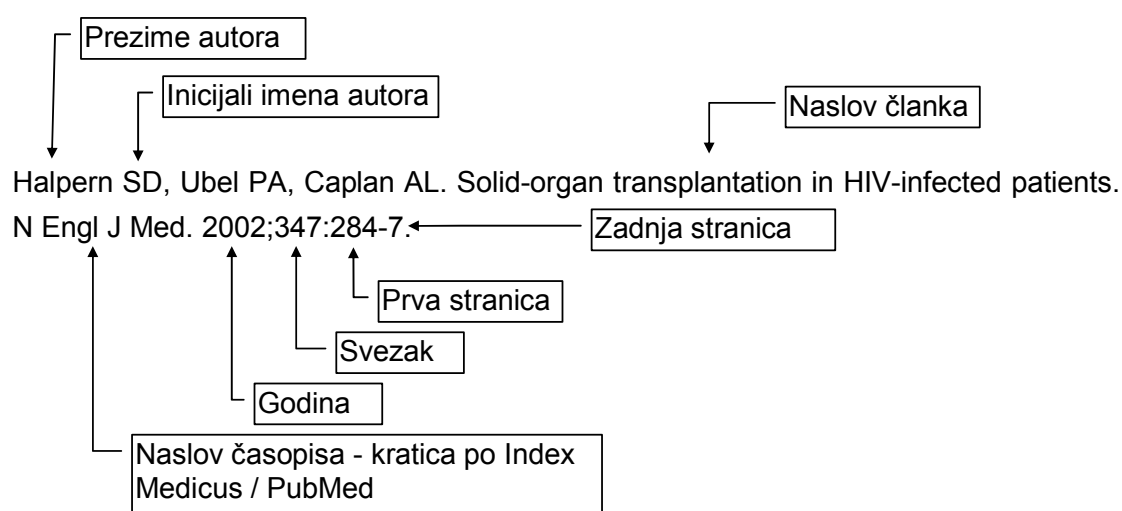 Prezime autora
Inicijali imena autora
Naslov članka
Halpern SD, Ubel PA, Caplan AL. Solid-organ transplantation in HIV-infected patients.
N Engl J Med. 2002;347:284-7.
Zadnja stranica
Prva stranica
Svezak
Godina
Naslov časopisa - kratica po Index
Medicus / PubMed